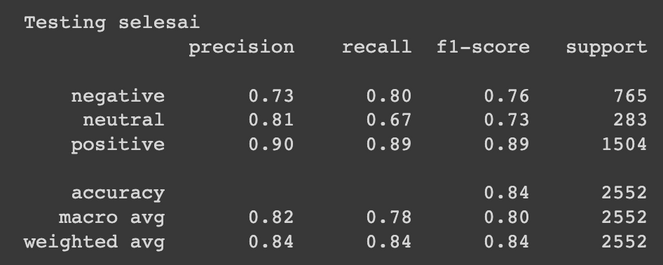 Testing selesai
precision recall f1-score support
negative 0.73 0.80 0.76 765
neutral 0.81 0.67 0.73 283
positive 0.90 0.89 0.89 1504
accuracy 0.84 2552
macro avg 0.82 0.78 0.80 2552
weighted avg 0.84 0.84 0.84 2552